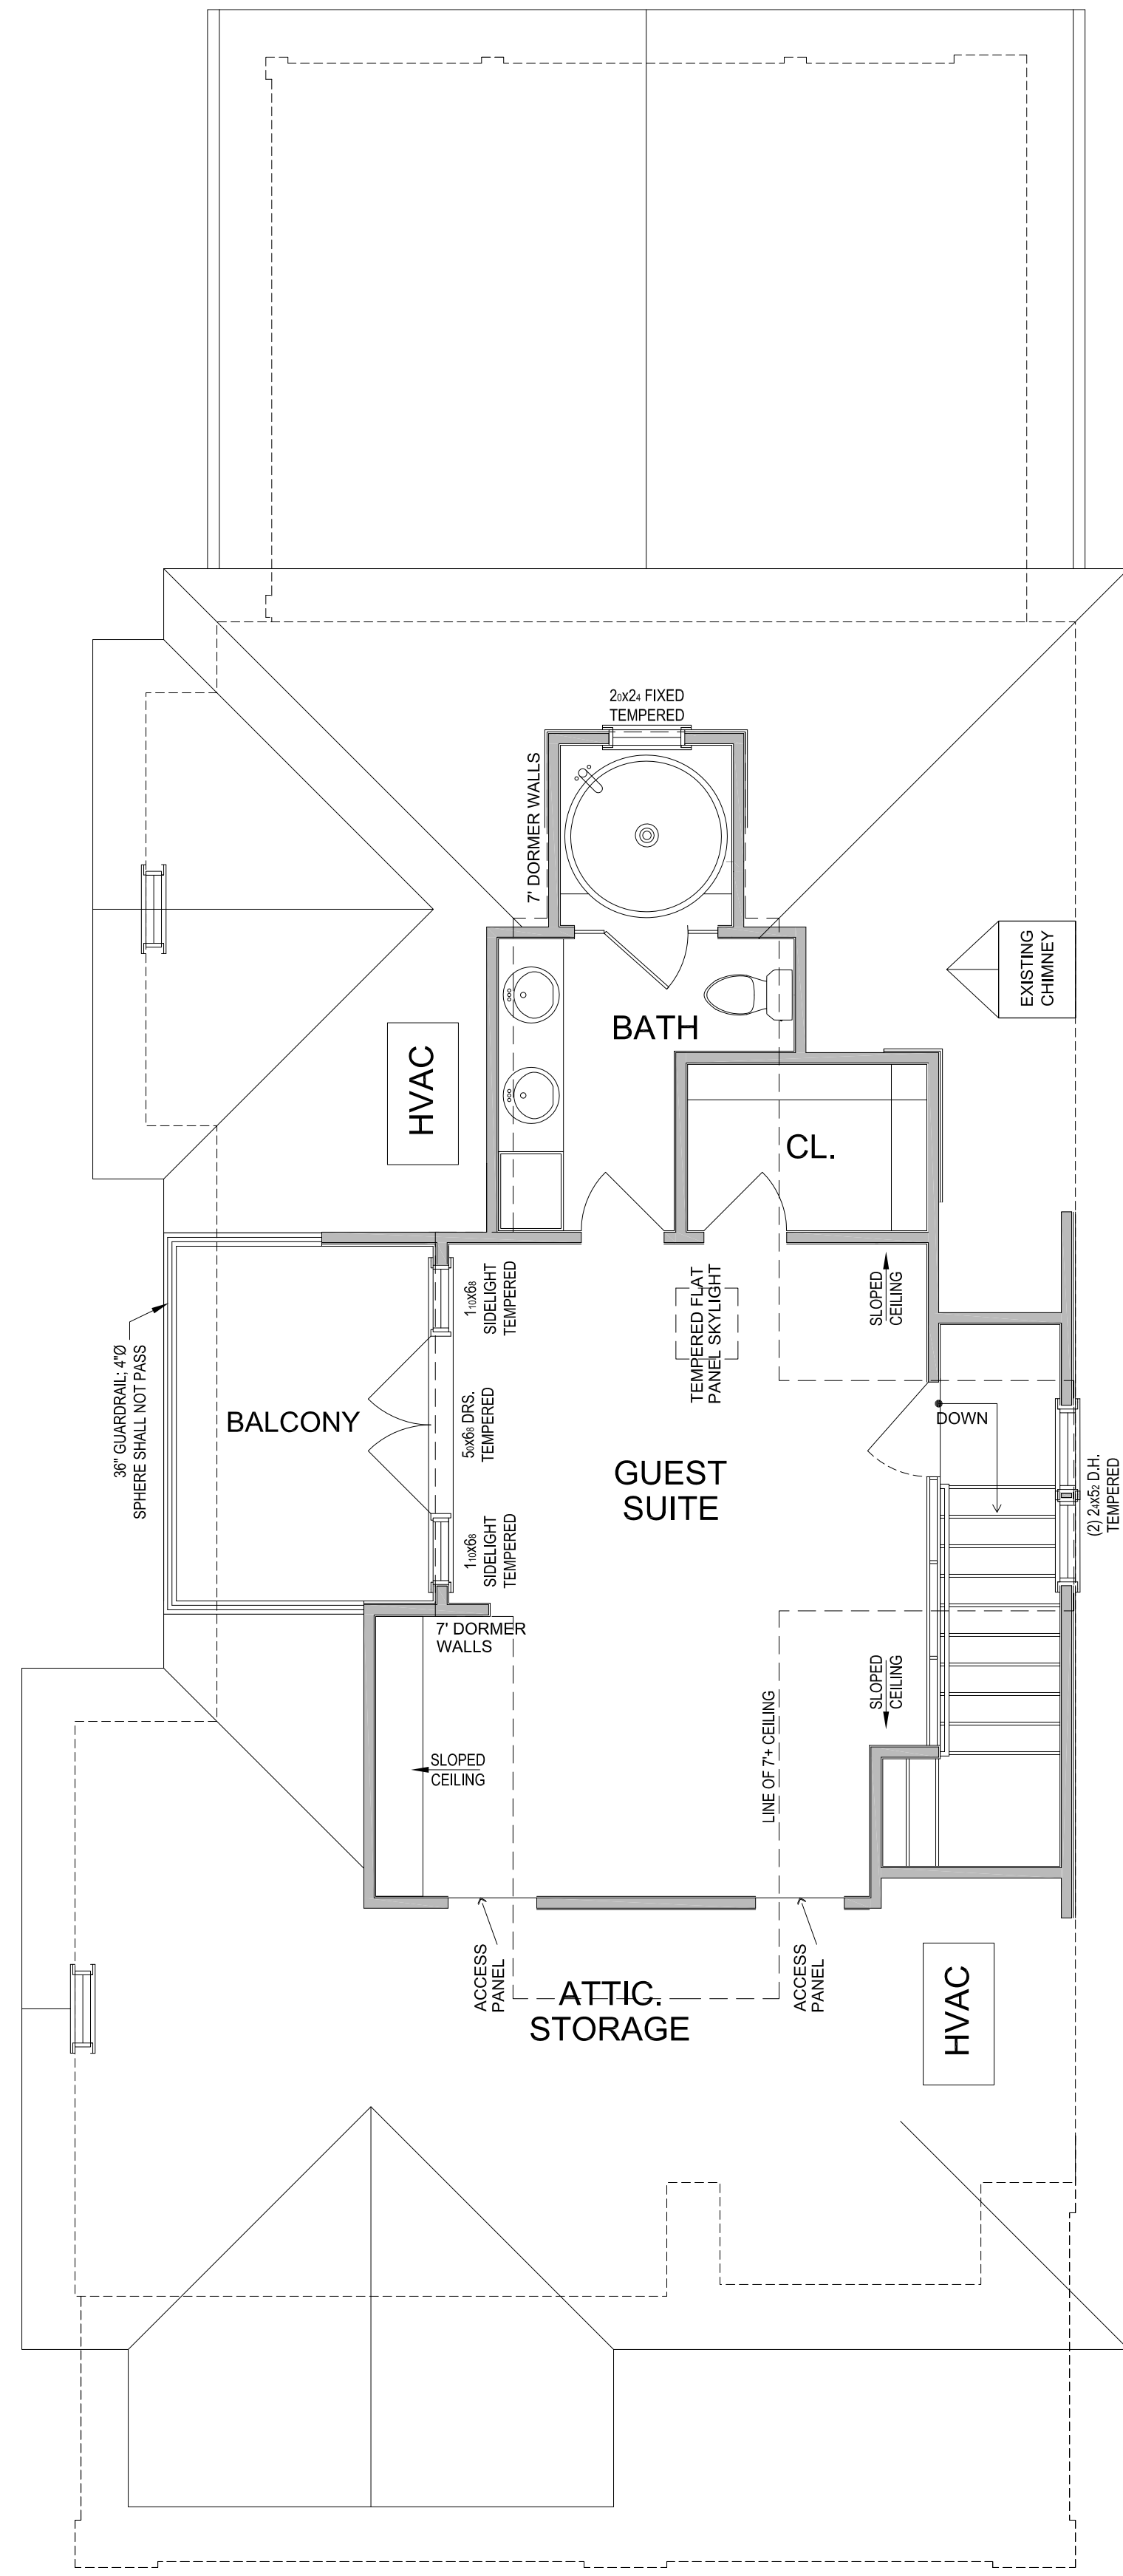 2₀x2₄ FIXED
TEMPERED
7' DORMER WALLS
EXISTING
CHIMNEY
BATH
HVAC
CL.
1₁₀x6₈
SIDELIGHT
TEMPERED
TEMPERED FLAT
PANEL SKYLIGHT
SLOPED
CEILING
36" GUARDRAIL; 4"Ø
SPHERE SHALL NOT PASS
BALCONY
5₀x6₈ DRS.
TEMPERED
DOWN
GUEST
SUITE
(2) 2₄x5₂ D.H.
TEMPERED
1₁₀x6₈
SIDELIGHT
TEMPERED
7' DORMER
WALLS
SLOPED
CEILING
LINE OF 7'+ CEILING
SLOPED
CEILING
ACCESS
PANEL
ACCESS
PANEL
ATTIC.
STORAGE
HVAC